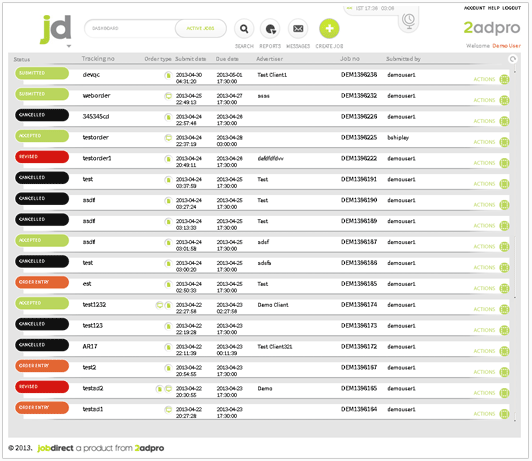 IST 17:36 03:06
ACCOUNT HELP LOGOUT
jd
DASHBOARD ACTIVE JOBS
2adpro
SEARCH REPORTS MESSAGES CREATE JOB
Welcome Demo User
Status Tracking no Order type Submit date Due date Advertiser Job no Submitted by
SUBMITTED devqc 2013-04-30 04:31:20 2013-05-01 17:30:00 Test Client1 DEM1398238 demouser1 ACTIONS
SUBMITTED weborder 2013-04-25 22:49:13 2013-04-27 17:30:00 asas DEM1398232 demouser1 ACTIONS
CANCELLED 345345cd 2013-04-24 22:57:46 2013-04-26 17:30:00 DEM1398226 demouser1 ACTIONS
ACCEPTED testorder 2013-04-24 22:37:19 2013-04-28 03:00:00 DEM1398225 bshipley ACTIONS
REVISED testorder1 2013-04-24 20:49:11 2013-04-26 17:30:00 defdfdfdvv DEM1398222 demouser1 ACTIONS
CANCELLED test 2013-04-24 03:37:59 2013-04-25 17:30:00 Test DEM1398191 demouser1 ACTIONS
CANCELLED asdf 2013-04-24 03:27:24 2013-04-25 17:30:00 Test DEM1398190 demouser1 ACTIONS
CANCELLED asdf 2013-04-24 03:13:33 2013-04-25 17:30:00 Test DEM1398189 demouser1 ACTIONS
ACCEPTED asdf 2013-04-24 03:01:58 2013-04-25 17:30:00 adsf DEM1398187 demouser1 ACTIONS
CANCELLED test 2013-04-24 03:00:20 2013-04-25 17:30:00 adsfs DEM1398186 demouser1 ACTIONS
ORDER ENTRY est 2013-04-24 02:50:33 2013-04-25 17:30:00 Test DEM1398185 demouser1 ACTIONS
ACCEPTED test1232 2013-04-22 22:27:58 2013-04-23 02:27:58 Demo Client DEM1398174 demouser1 ACTIONS
CANCELLED test123 2013-04-22 22:19:28 2013-04-23 17:30:00 DEM1398173 demouser1 ACTIONS
CANCELLED AR17 2013-04-22 22:11:39 2013-04-23 00:11:39 Test Client321 DEM1398172 demouser1 ACTIONS
ORDER ENTRY test2 2013-04-22 20:54:55 2013-04-23 17:30:00 DEM1398167 demouser1 ACTIONS
REVISED testad2 2013-04-22 20:30:55 2013-04-23 17:30:00 Demo DEM1398165 demouser1 ACTIONS
ORDER ENTRY testad1 2013-04-22 20:27:28 2013-04-23 17:30:00 DEM1398164 demouser1 ACTIONS
© 2013. jobdirect a product from 2adpro